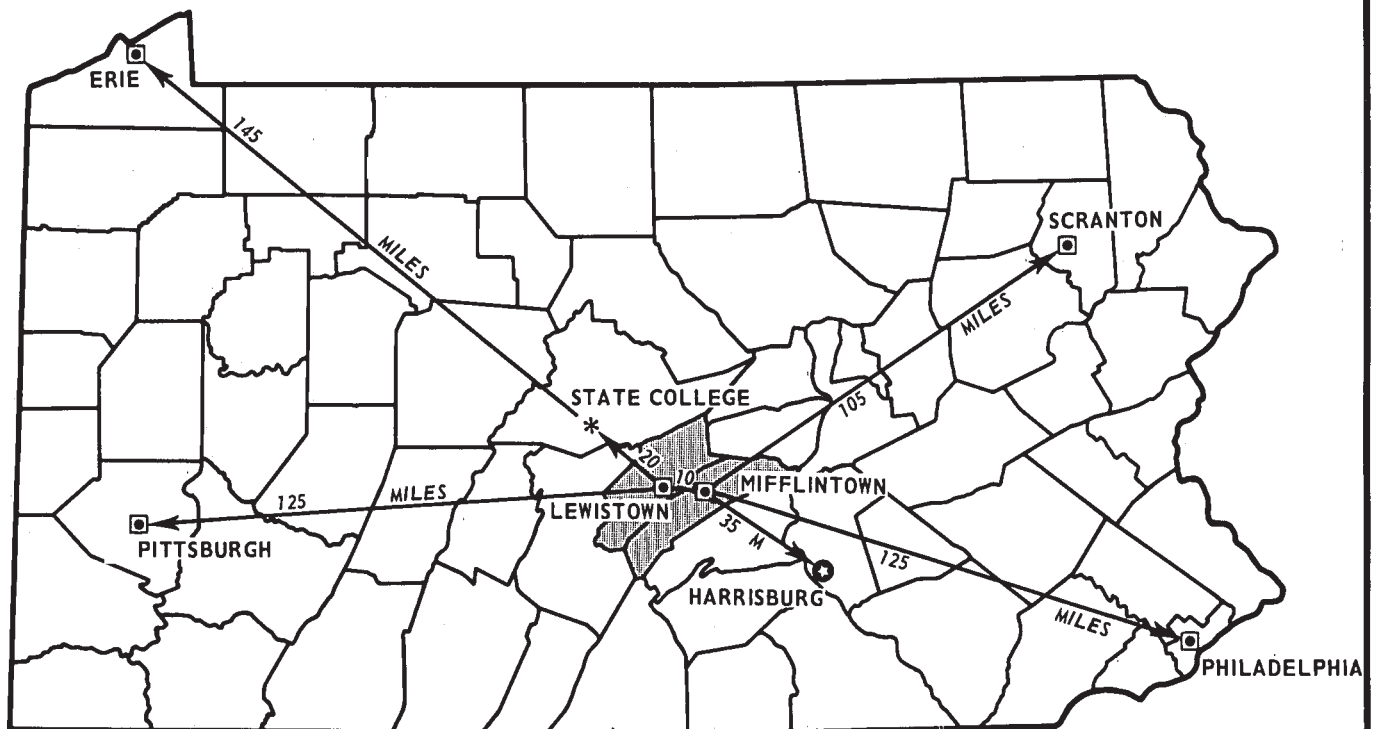 ERIE
145
MILES
SCRANTON
MILES
STATE COLLEGE
105
20
10
MIFFLINTOWN
125
MILES
LEWISTOWN
35 M
PITTSBURGH
125
HARRISBURG
MILES
PHILADELPHIA